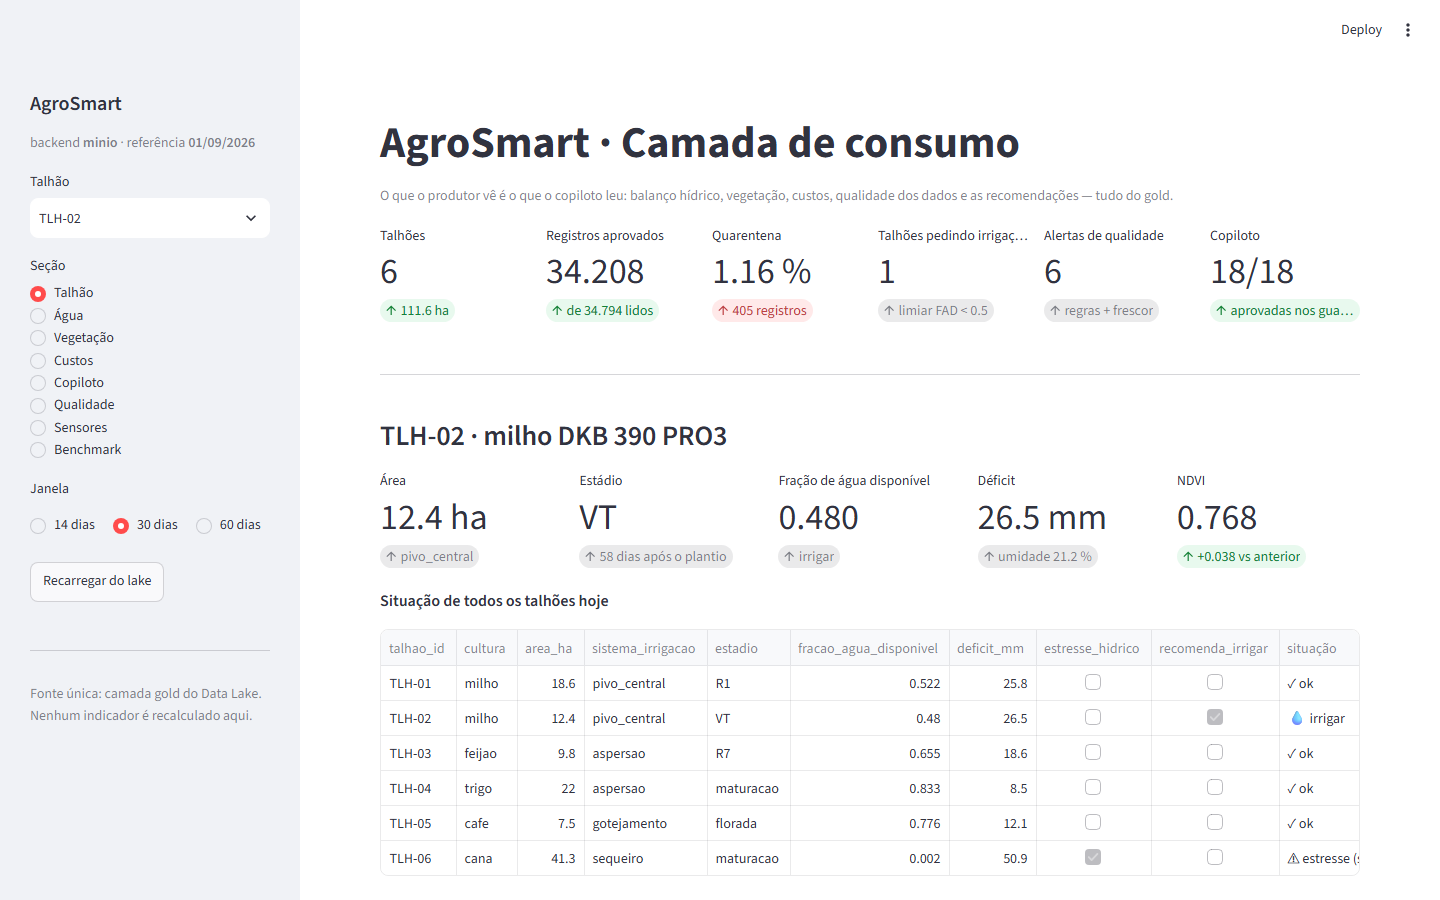 Deploy
AgroSmart
backend minio · referência 01/09/2026
Talhão
TLH-02
Seção
Talhão
Água
Vegetação
Custos
Copiloto
Qualidade
Sensores
Benchmark
Janela
14 dias 30 dias 60 dias
Recarregar do lake
Fonte única: camada gold do Data Lake.
Nenhum indicador é recalculado aqui.
AgroSmart · Camada de consumo
O que o produtor vê é o que o copiloto leu: balanço hídrico, vegetação, custos, qualidade dos dados e as recomendações — tudo do gold.
Talhões Registros aprovados Quarentena Talhões pedindo irrigaç… Alertas de qualidade Copiloto
6 34.208 1.16 % 1 6 18/18
↑ 111.6 ha ↑ de 34.794 lidos ↑ 405 registros ↑ limiar FAD < 0.5 ↑ regras + frescor ↑ aprovadas nos gua…
TLH-02 · milho DKB 390 PRO3
Área Estádio Fração de água disponível Déficit NDVI
12.4 ha VT 0.480 26.5 mm 0.768
↑ pivo_central ↑ 58 dias após o plantio ↑ irrigar ↑ umidade 21.2 % ↑ +0.038 vs anterior
Situação de todos os talhões hoje
talhao_id cultura area_ha sistema_irrigacao estadio fracao_agua_disponivel deficit_mm estresse_hidrico recomenda_irrigar situação
TLH-01 milho 18.6 pivo_central R1 0.522 25.8 ✓ ok
TLH-02 milho 12.4 pivo_central VT 0.48 26.5 💧 irrigar
TLH-03 feijao 9.8 aspersao R7 0.655 18.6 ✓ ok
TLH-04 trigo 22 aspersao maturacao 0.833 8.5 ✓ ok
TLH-05 cafe 7.5 gotejamento florada 0.776 12.1 ✓ ok
TLH-06 cana 41.3 sequeiro maturacao 0.002 50.9 ⚠ estresse (